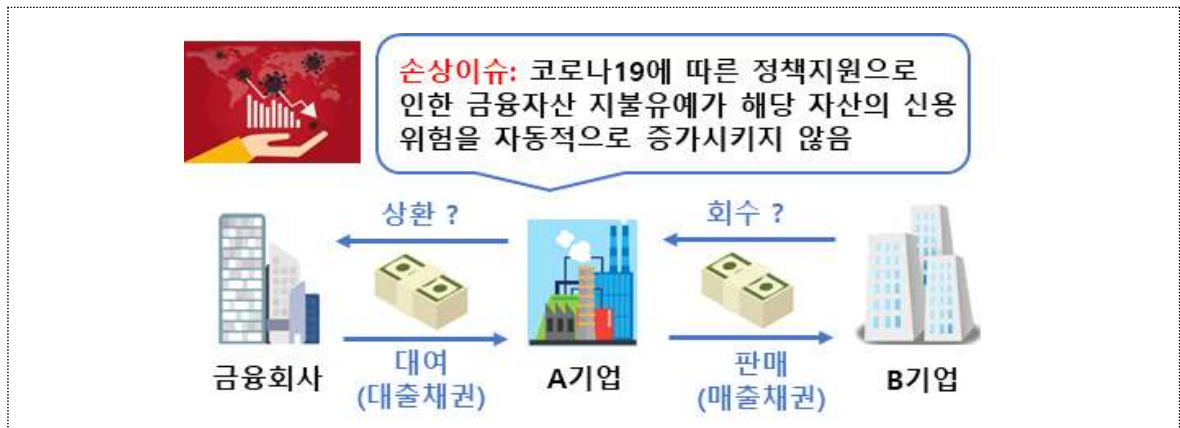 손상이슈: 코로나19에 따른 정책지원으로
인한 금융자산 지불유예가 해당 자산의 신용
위험을 자동적으로 증가시키지 않음
상환 ?
회수 ?
대여
(대출채권)
판매
(매출채권)
금융회사
A기업
B기업